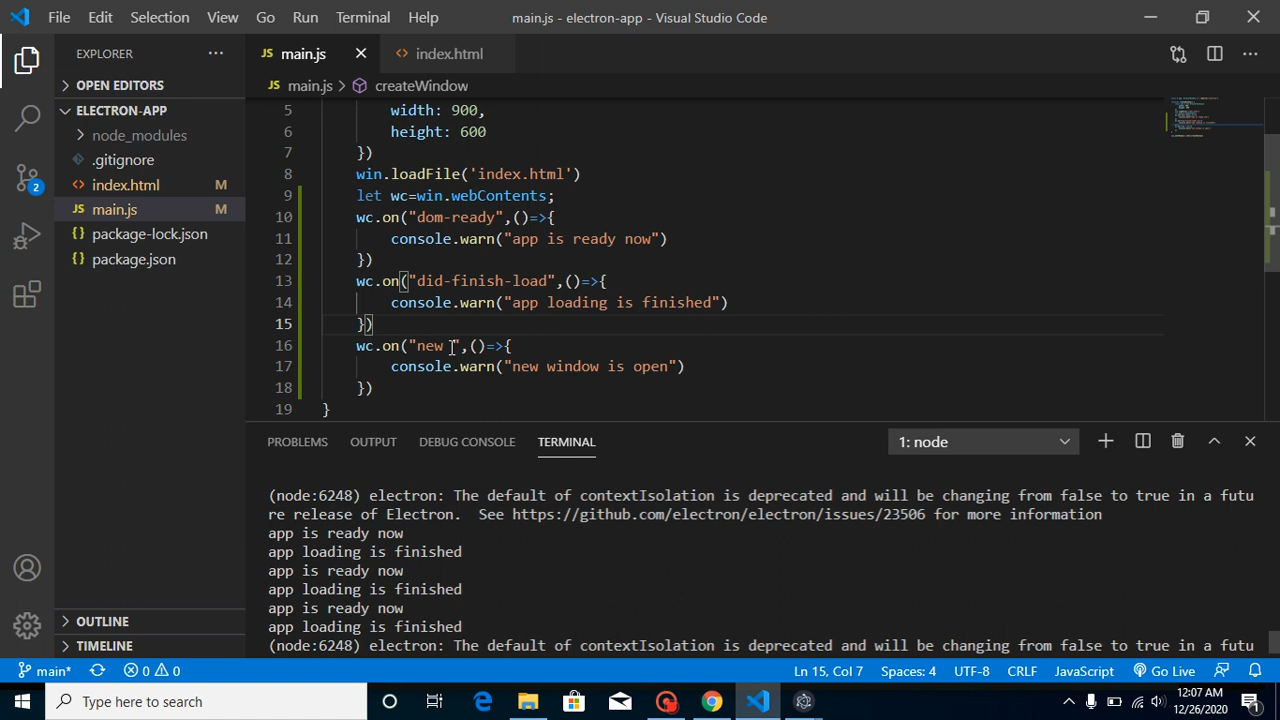 File Edit Selection View Go Run Terminal Help main.js - electron-app - Visual Studio Code
EXPLORER
OPEN EDITORS
ELECTRON-APP
node_modules
.gitignore
index.html M
main.js M
package-lock.json
package.json
OUTLINE
TIMELINE
JS main.js <> index.html
JS main.js > createWindow
5 width: 900,
6 height: 600
7 })
8 win.loadFile('index.html')
9 let wc=win.webContents;
10 wc.on("dom-ready",()=>{
11 console.warn("app is ready now")
12 })
13 wc.on("did-finish-load",()=>{
14 console.warn("app loading is finished")
15 })
16 wc.on("new ",()=>{
17 console.warn("new window is open")
18 })
19 }
PROBLEMS OUTPUT DEBUG CONSOLE TERMINAL 1: node
(node:6248) electron: The default of contextIsolation is deprecated and will be changing from false to true in a futu
re release of Electron.  See https://github.com/electron/electron/issues/23506 for more information
app is ready now
app loading is finished
app is ready now
app loading is finished
app is ready now
app loading is finished
(node:6248) electron: The default of contextIsolation is deprecated and will be changing from false to true in a futu
2
main* 0 0 Ln 15, Col 7 Spaces: 4 UTF-8 CRLF JavaScript Go Live
Type here to search
12:07 AM
12/26/2020
1